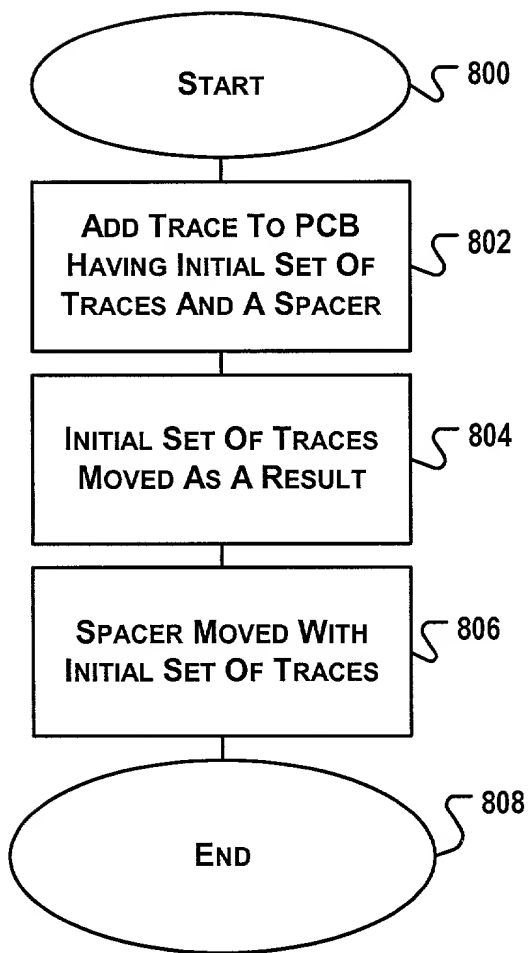 START
800
ADD TRACE TO PCB
HAVING INITIAL SET OF
TRACES AND A SPACER
802
INITIAL SET OF TRACES
MOVED AS A RESULT
804
SPACER MOVED WITH
INITIAL SET OF TRACES
806
END
808